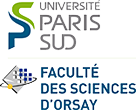 UNIVERSITÉ
PARIS
SUD
FACULTÉ
DES SCIENCES
D'ORSAY